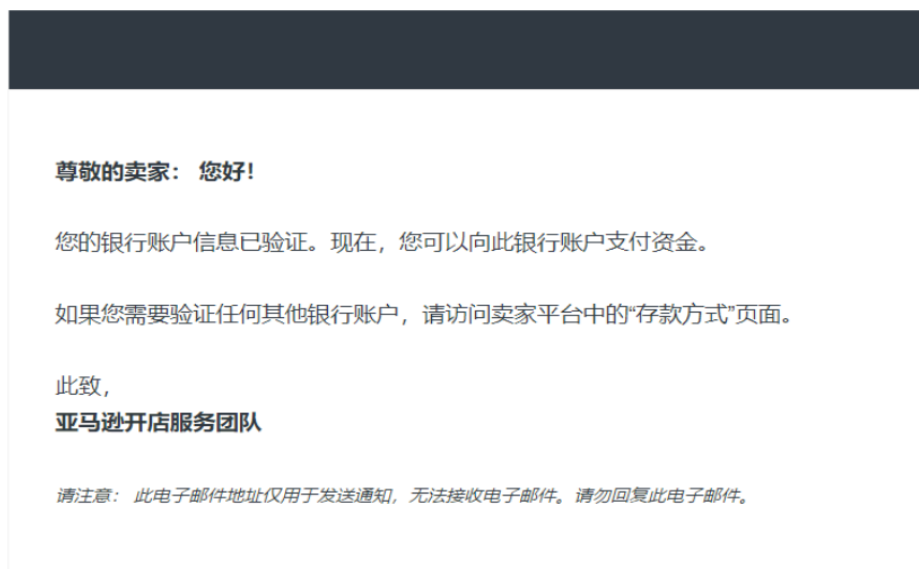 尊敬的卖家： 您好！
您的银行账户信息已验证。现在，您可以向此银行账户支付资金。
如果您需要验证任何其他银行账户，请访问卖家平台中的“存款方式”页面。
此致，
亚马逊开店服务团队
请注意： 此电子邮件地址仅用于发送通知，无法接收电子邮件。请勿回复此电子邮件。